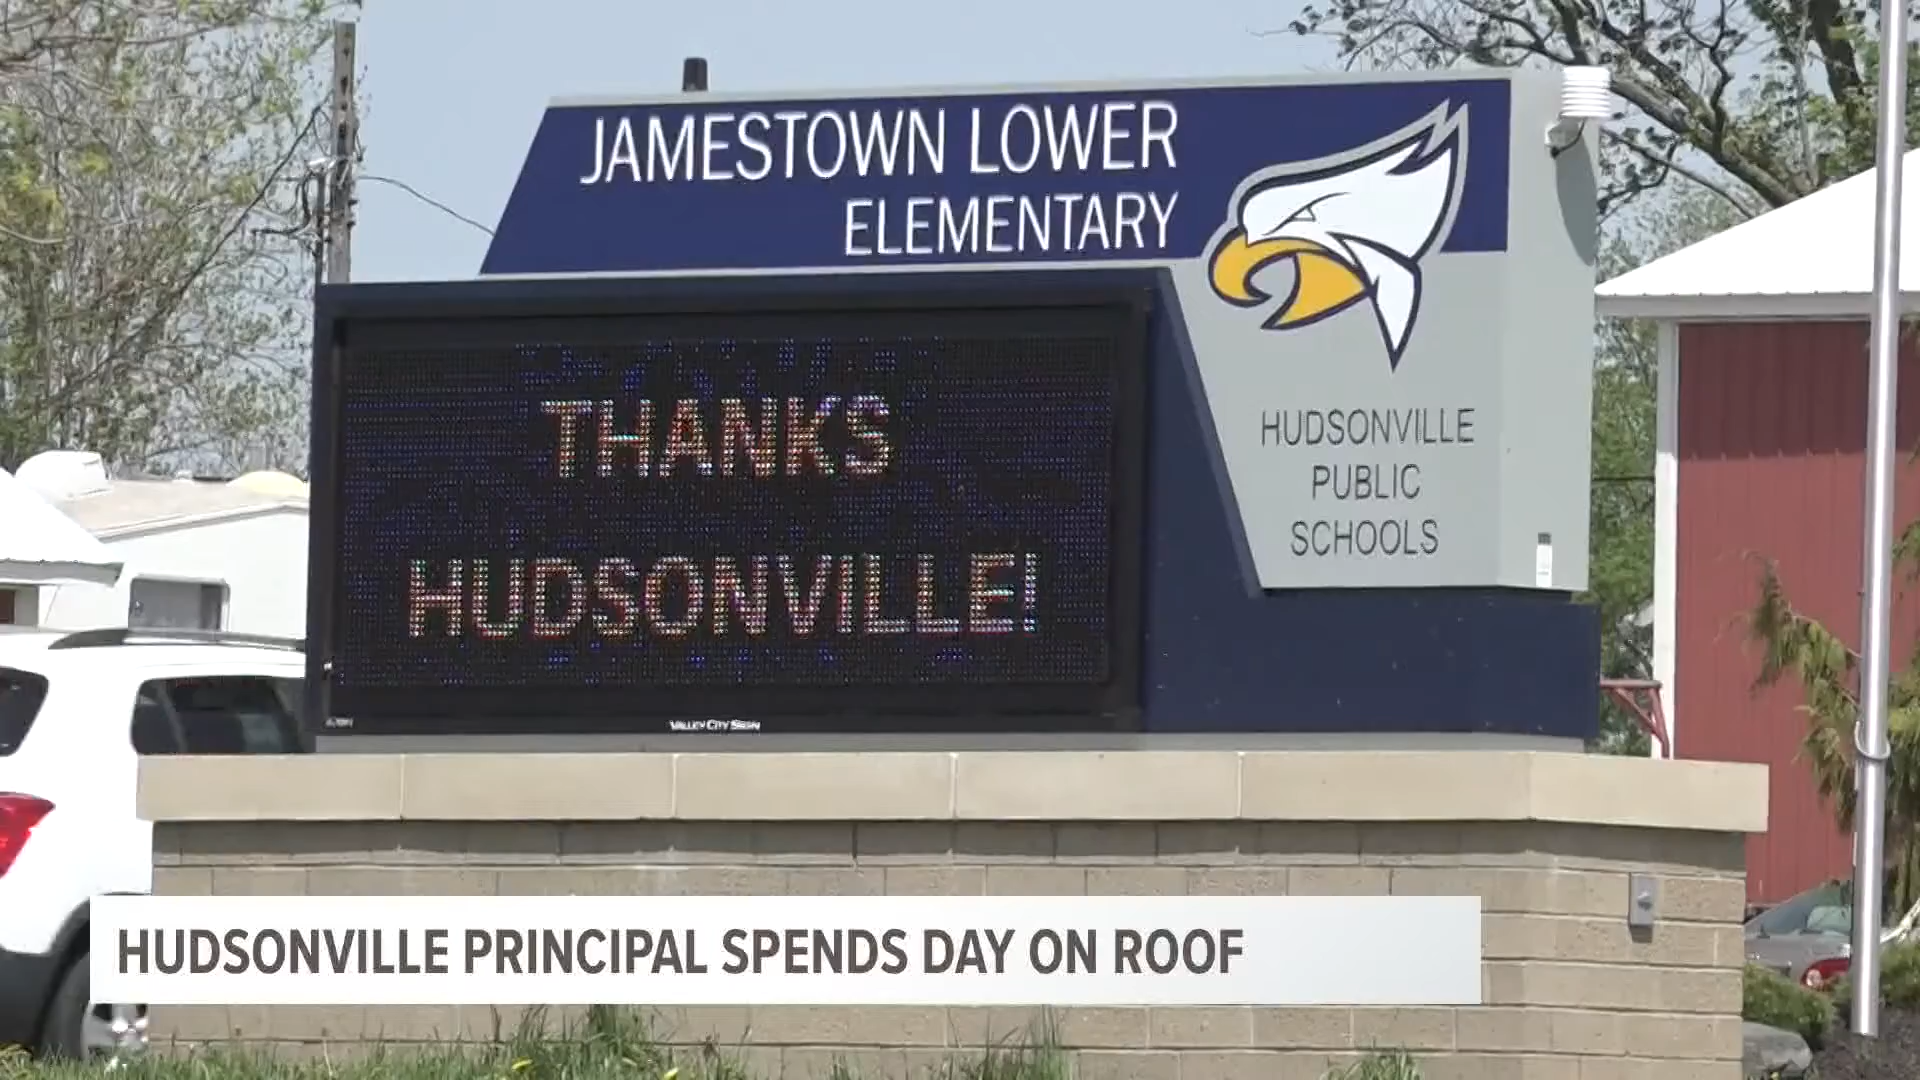 JAMESTOWN LOWER
ELEMENTARY
HUDSONVILLE
PUBLIC
SCHOOLS
THANKS
HUDSONVILLE!
VALLEY CITY SIGN
HUDSONVILLE PRINCIPAL SPENDS DAY ON ROOF